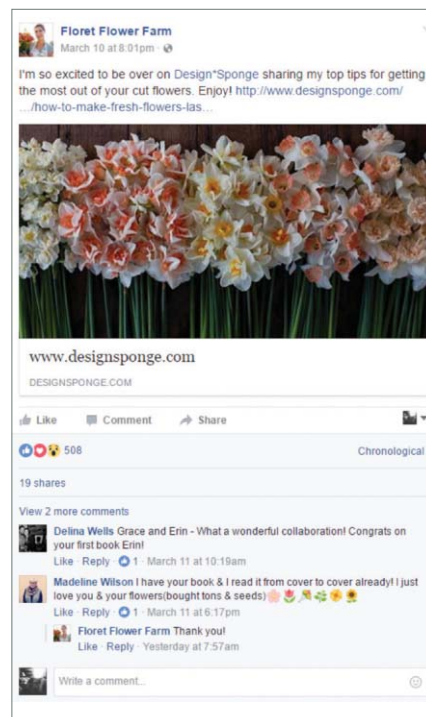 Floret Flower Farm
March 10 at 8:01pm ·
I'm so excited to be over on Design*Sponge sharing my top tips for getting
the most out of your cut flowers. Enjoy! http://www.designsponge.com/
…/how-to-make-fresh-flowers-las…
www.designsponge.com
DESIGNSPONGE.COM
Like Comment Share
508 Chronological
19 shares
View 2 more comments
Delina Wells Grace and Erin - What a wonderful collaboration! Congrats on
your first book Erin!
Like · Reply · 1 · March 11 at 10:19am
Madeline Wilson I have your book & I read it from cover to cover already! I just
love you & your flowers(bought tons & seeds)🌸🌷💐🌿🌼🌻
Like · Reply · 1 · March 11 at 6:17pm
Floret Flower Farm Thank you!
Like · Reply · Yesterday at 7:57am
Write a comment...